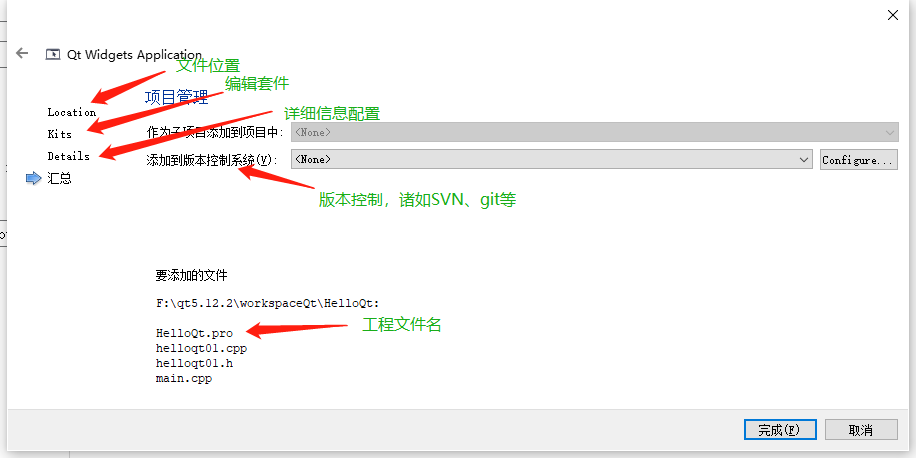 Qt Widgets Application
文件位置
编辑套件
项目管理
Location
详细信息配置
Kits
作为子项目添加到项目中:
<None>
Details
添加到版本控制系统(V):
<None>
Configure...
汇总
版本控制，诸如SVN、git等
要添加的文件
F:\qt5.12.2\workspaceQt\HelloQt:
工程文件名
HelloQt.pro
helloqt01.cpp
helloqt01.h
main.cpp
完成(F)
取消